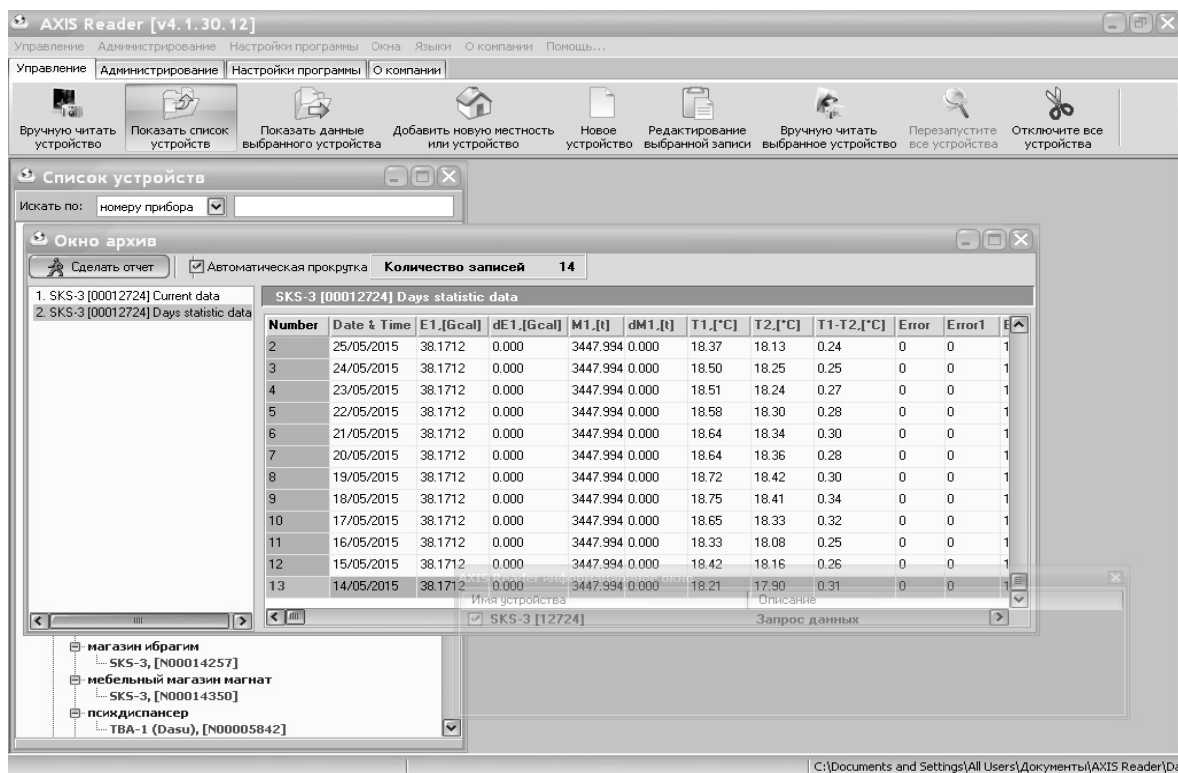 AXIS Reader [v4.1.30.12]
Управление Администрирование Настройки программы Окна Языки О компании Помощь...
Управление Администрирование Настройки программы О компании
Вручную читать устройство Показать список устройств Показать данные выбранного устройства Добавить новую местность или устройство Новое устройство Редактирование выбранной записи Вручную читать выбранное устройство Перезапустите все устройства Отключите все устройства
Список устройств
Искать по: номеру прибора
Окно архив
Сделать отчет Автоматическая прокрутка Количество записей 14
1. SKS-3 [00012724] Current data
2. SKS-3 [00012724] Days statistic data
SKS-3 [00012724] Days statistic data
Number Date & Time E1,[Gcal] dE1,[Gcal] M1,[t] dM1,[t] T1,[°C] T2,[°C] T1-T2,[°C] Error Error1
2 25/05/2015 38.1712 0.000 3447.994 0.000 18.37 18.13 0.24 0 0 1
3 24/05/2015 38.1712 0.000 3447.994 0.000 18.50 18.25 0.25 0 0 1
4 23/05/2015 38.1712 0.000 3447.994 0.000 18.51 18.24 0.27 0 0 1
5 22/05/2015 38.1712 0.000 3447.994 0.000 18.58 18.30 0.28 0 0 1
6 21/05/2015 38.1712 0.000 3447.994 0.000 18.64 18.34 0.30 0 0 1
7 20/05/2015 38.1712 0.000 3447.994 0.000 18.64 18.36 0.28 0 0 1
8 19/05/2015 38.1712 0.000 3447.994 0.000 18.72 18.42 0.30 0 0 1
9 18/05/2015 38.1712 0.000 3447.994 0.000 18.75 18.41 0.34 0 0 1
10 17/05/2015 38.1712 0.000 3447.994 0.000 18.65 18.33 0.32 0 0 1
11 16/05/2015 38.1712 0.000 3447.994 0.000 18.33 18.08 0.25 0 0 1
12 15/05/2015 38.1712 0.000 3447.994 0.000 18.42 18.16 0.26 0 0 1
13 14/05/2015 38.1712 0.000 3447.994 0.000 18.21 17.90 0.31 0 0 1
AXIS Reader информационное окно
Имя устройства Описание
SKS-3 [12724] Запрос данных
магазин ибрагим
SKS-3, [N00014257]
мебельный магазин магнат
SKS-3, [N00014350]
психдиспансер
TBA-1 (Dasu), [N00005842]
C:\Documents and Settings\All Users\Документы\AXIS Reader\Da